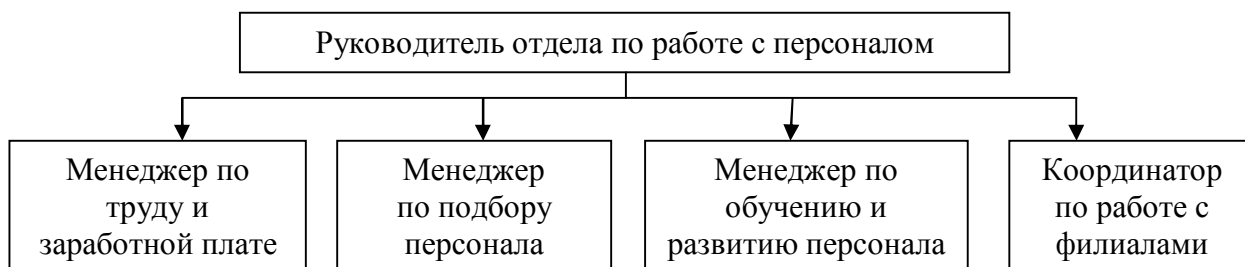 Руководитель отдела по работе с персоналом
Менеджер по
труду и
заработной плате
Менеджер
по подбору
персонала
Менеджер по
обучению и
развитию персонала
Координатор
по работе с
филиалами